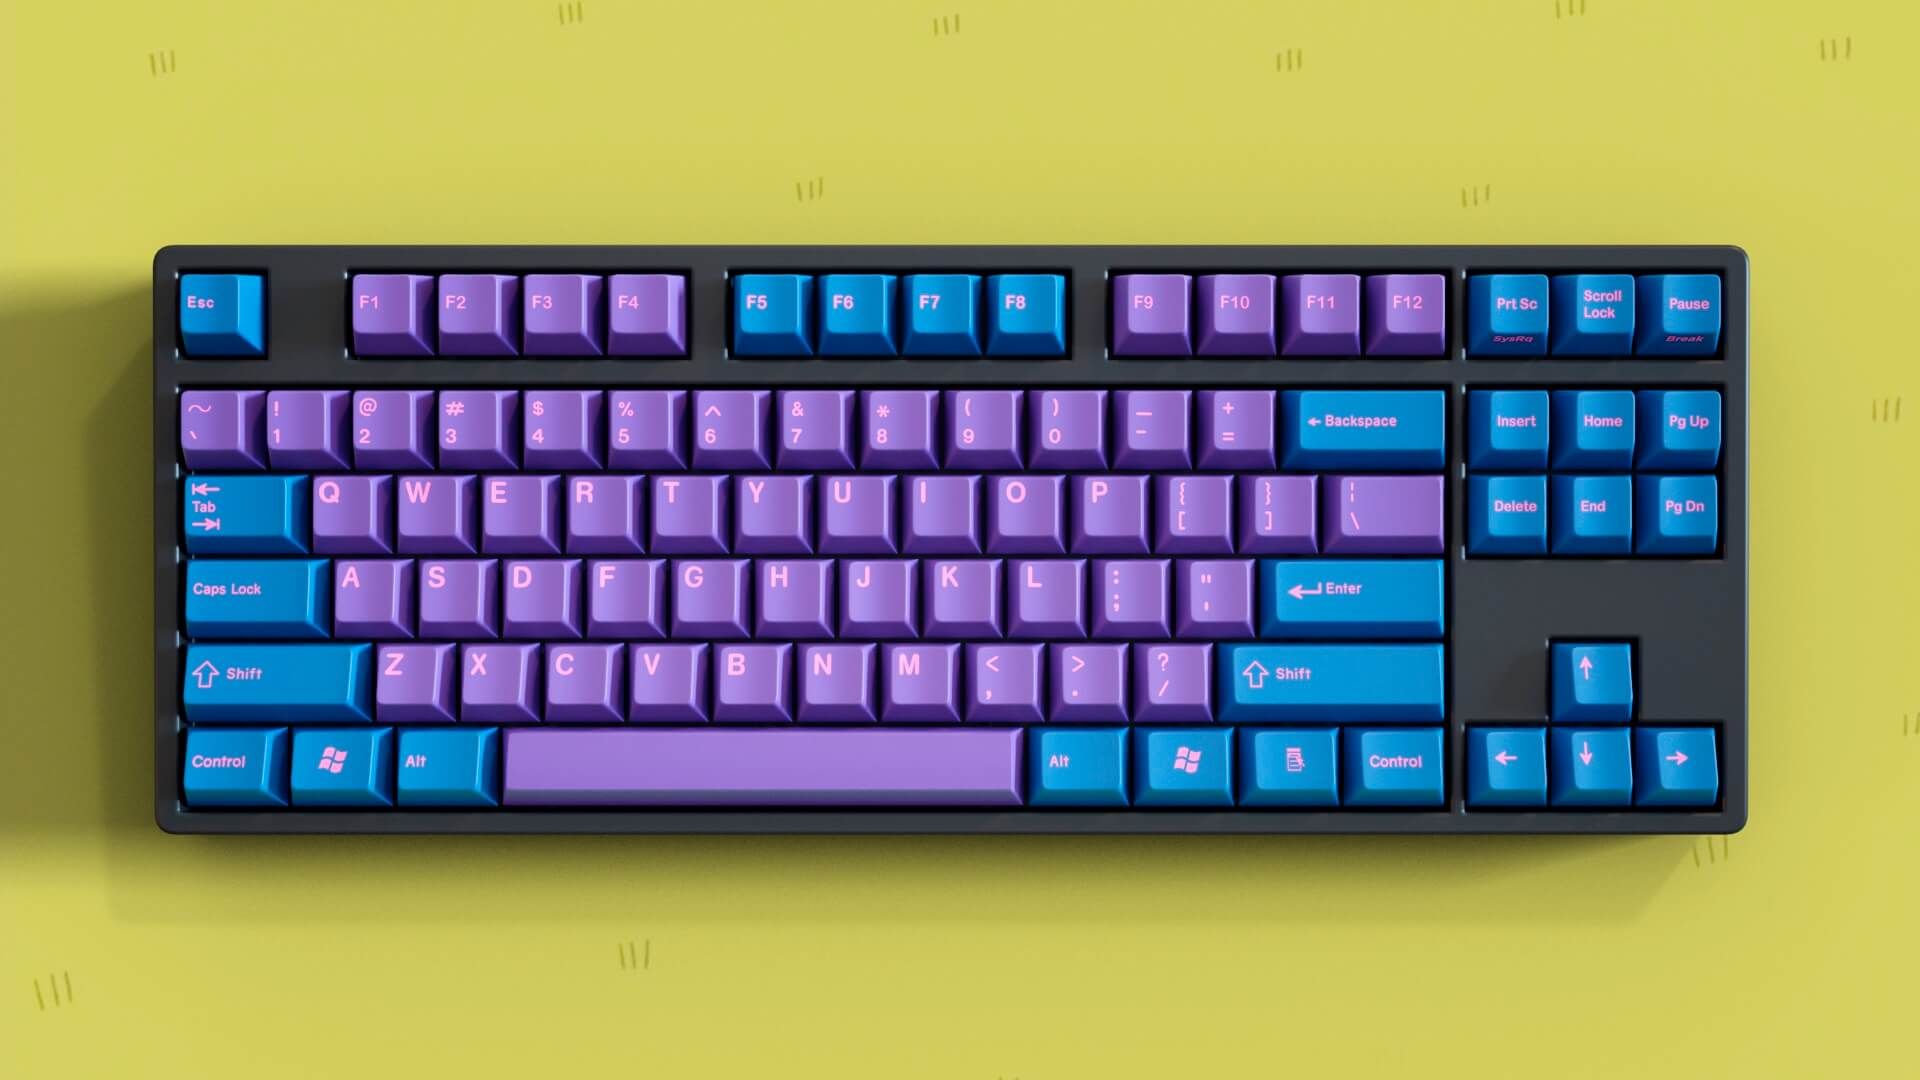 Esc F1 F2 F3 F4 F5 F6 F7 F8 F9 F10 F11 F12 Prt Sc Scroll Lock Pause
SysRq Break
~ ! @ # $ % ^ & * ( ) — +
` 1 2 3 4 5 6 7 8 9 0 - = ← Backspace Insert Home Pg Up
Tab Q W E R T Y U I O P { } ¦
[ ] \ Delete End Pg Dn
Caps Lock A S D F G H J K L : " Enter
; '
Shift Z X C V B N M < > ? Shift ↑
, . /
Control Alt Alt Control ← ↓ →